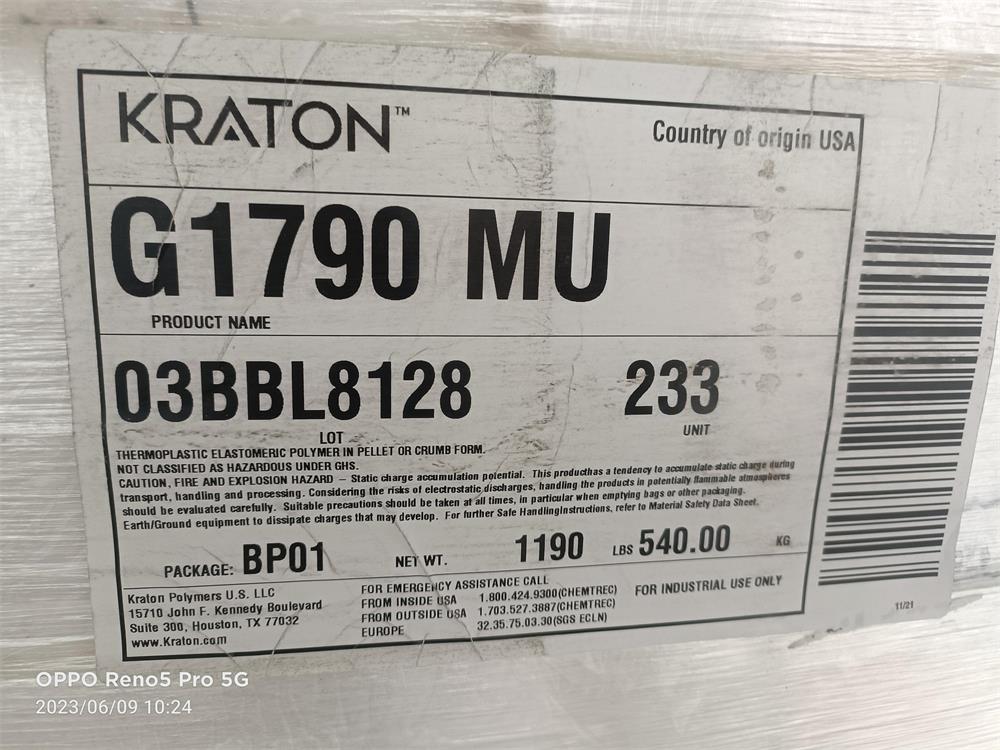 KRATON™
Country of origin USA
G1790 MU
PRODUCT NAME
03BBL8128
233
LOT
UNIT
THERMOPLASTIC ELASTOMERIC POLYMER IN PELLET OR CRUMB FORM.
NOT CLASSIFIED AS HAZARDOUS UNDER GHS.
CAUTION, FIRE AND EXPLOSION HAZARD – Static charge accumulation potential. This producthas a tendency to accumulate static charge during
transport, handling and processing. Considering the risks of electrostatic discharges, handling the products in potentially flammable atmospheres
should be evaluated carefully. Suitable precautions should be taken at all times, in particular when emptying bags or other packaging.
Earth/Ground equipment to dissipate charges that may develop. For further Safe HandlingInstructions, refer to Material Safety Data Sheet.
PACKAGE: BP01 NET WT. 1190 LBS 540.00 KG
Kraton Polymers U.S. LLC
15710 John F. Kennedy Boulevard
Suite 300, Houston, TX 77032
www.Kraton.com
FOR EMERGENCY ASSISTANCE CALL
FROM INSIDE USA 1.800.424.9300(CHEMTREC)
FROM OUTSIDE USA 1.703.527.3887(CHEMTREC)
EUROPE 32.35.75.03.30(SGS ECLN)
FOR INDUSTRIAL USE ONLY
11/21
OPPO Reno5 Pro 5G
2023/06/09 10:24